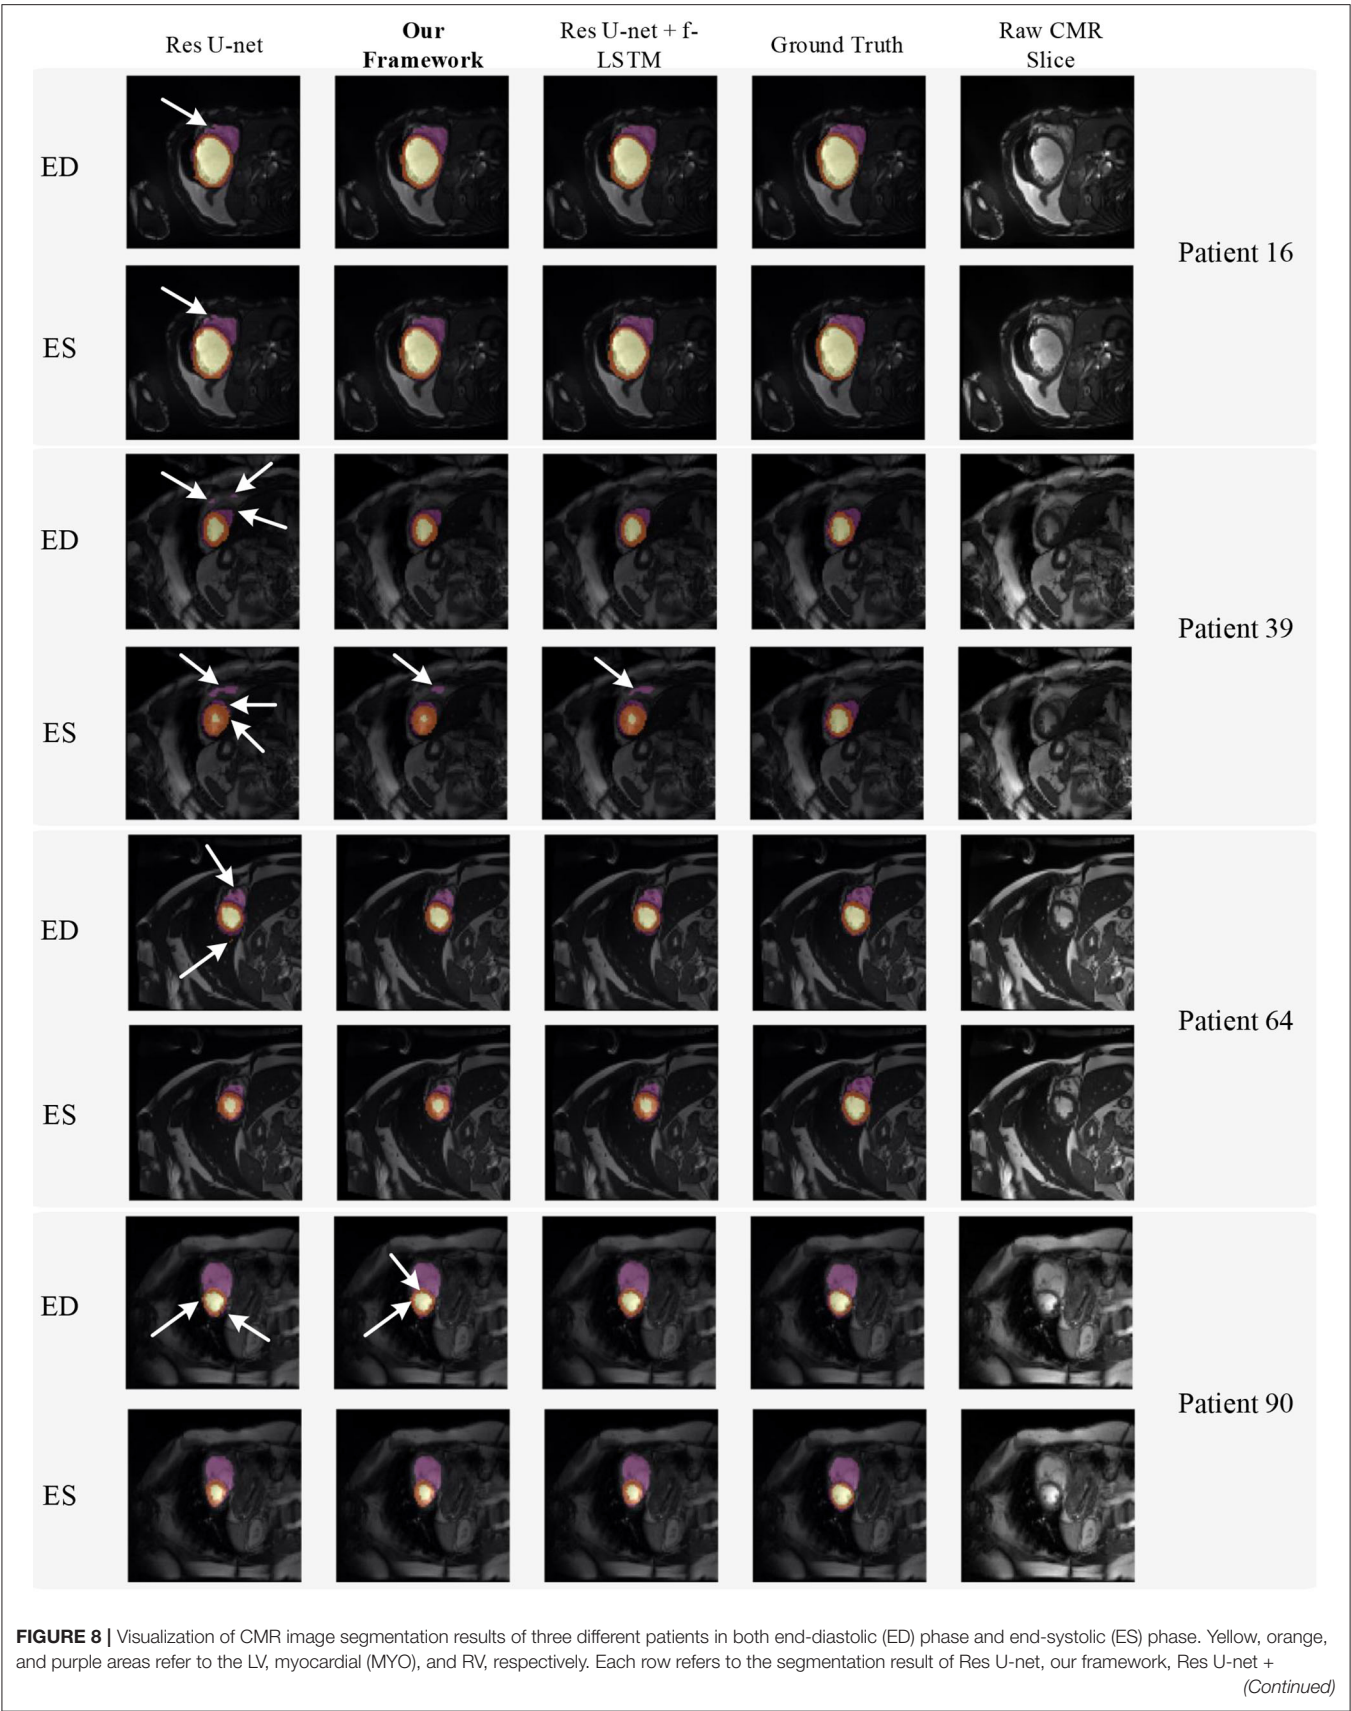 Res U-net
Our
Framework
Res U-net + f-
LSTM
Ground Truth
Raw CMR
Slice
ED
ES
Patient 16
ED
ES
Patient 39
ED
ES
Patient 64
ED
ES
Patient 90
FIGURE 8 | Visualization of CMR image segmentation results of three different patients in both end-diastolic (ED) phase and end-systolic (ES) phase. Yellow, orange,
and purple areas refer to the LV, myocardial (MYO), and RV, respectively. Each row refers to the segmentation result of Res U-net, our framework, Res U-net +
(Continued)